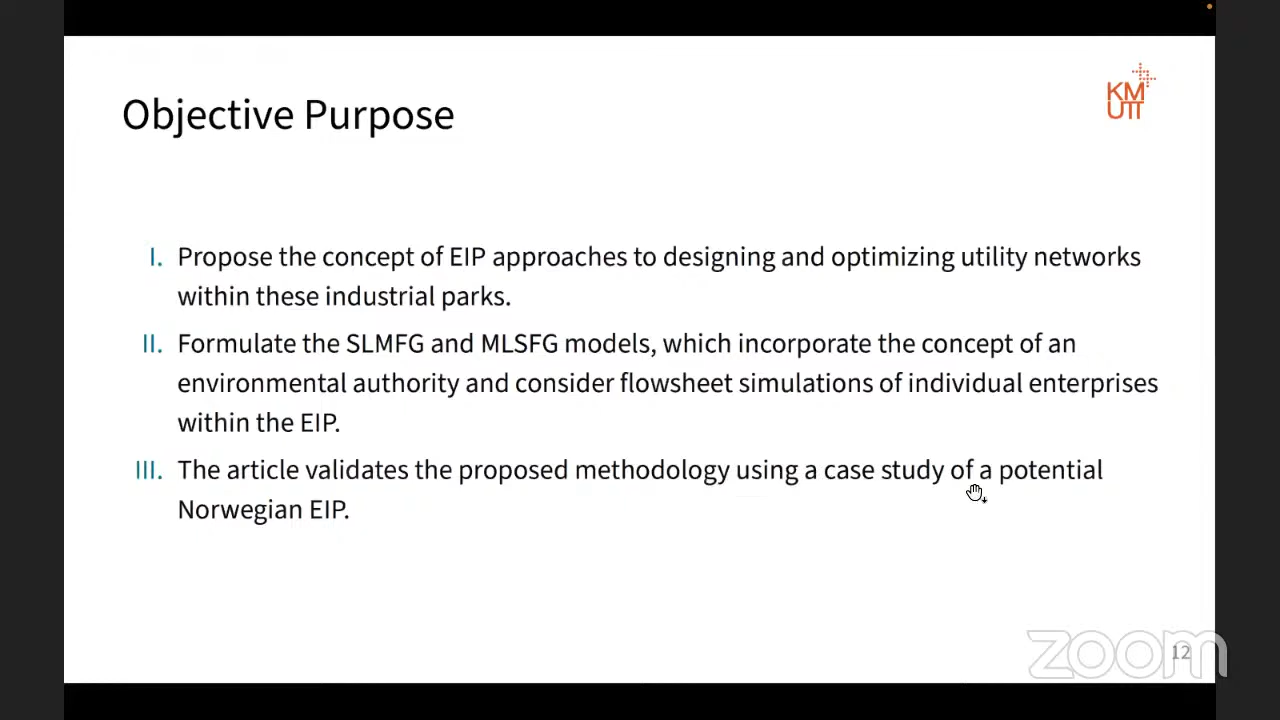 Objective Purpose
KM
UTT
I. Propose the concept of EIP approaches to designing and optimizing utility networks
within these industrial parks.
II. Formulate the SLMFG and MLSFG models, which incorporate the concept of an
environmental authority and consider flowsheet simulations of individual enterprises
within the EIP.
III. The article validates the proposed methodology using a case study of a potential
Norwegian EIP.
zoom
12